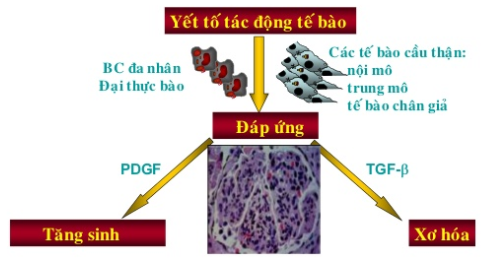 Yết tố tác động tế bào
BC đa nhân
Đại thực bào
Các tế bào cầu thận:
nội mô
trung mô
tế bào chân giả
Đáp ứng
PDGF
TGF-β
Tăng sinh
Xơ hóa